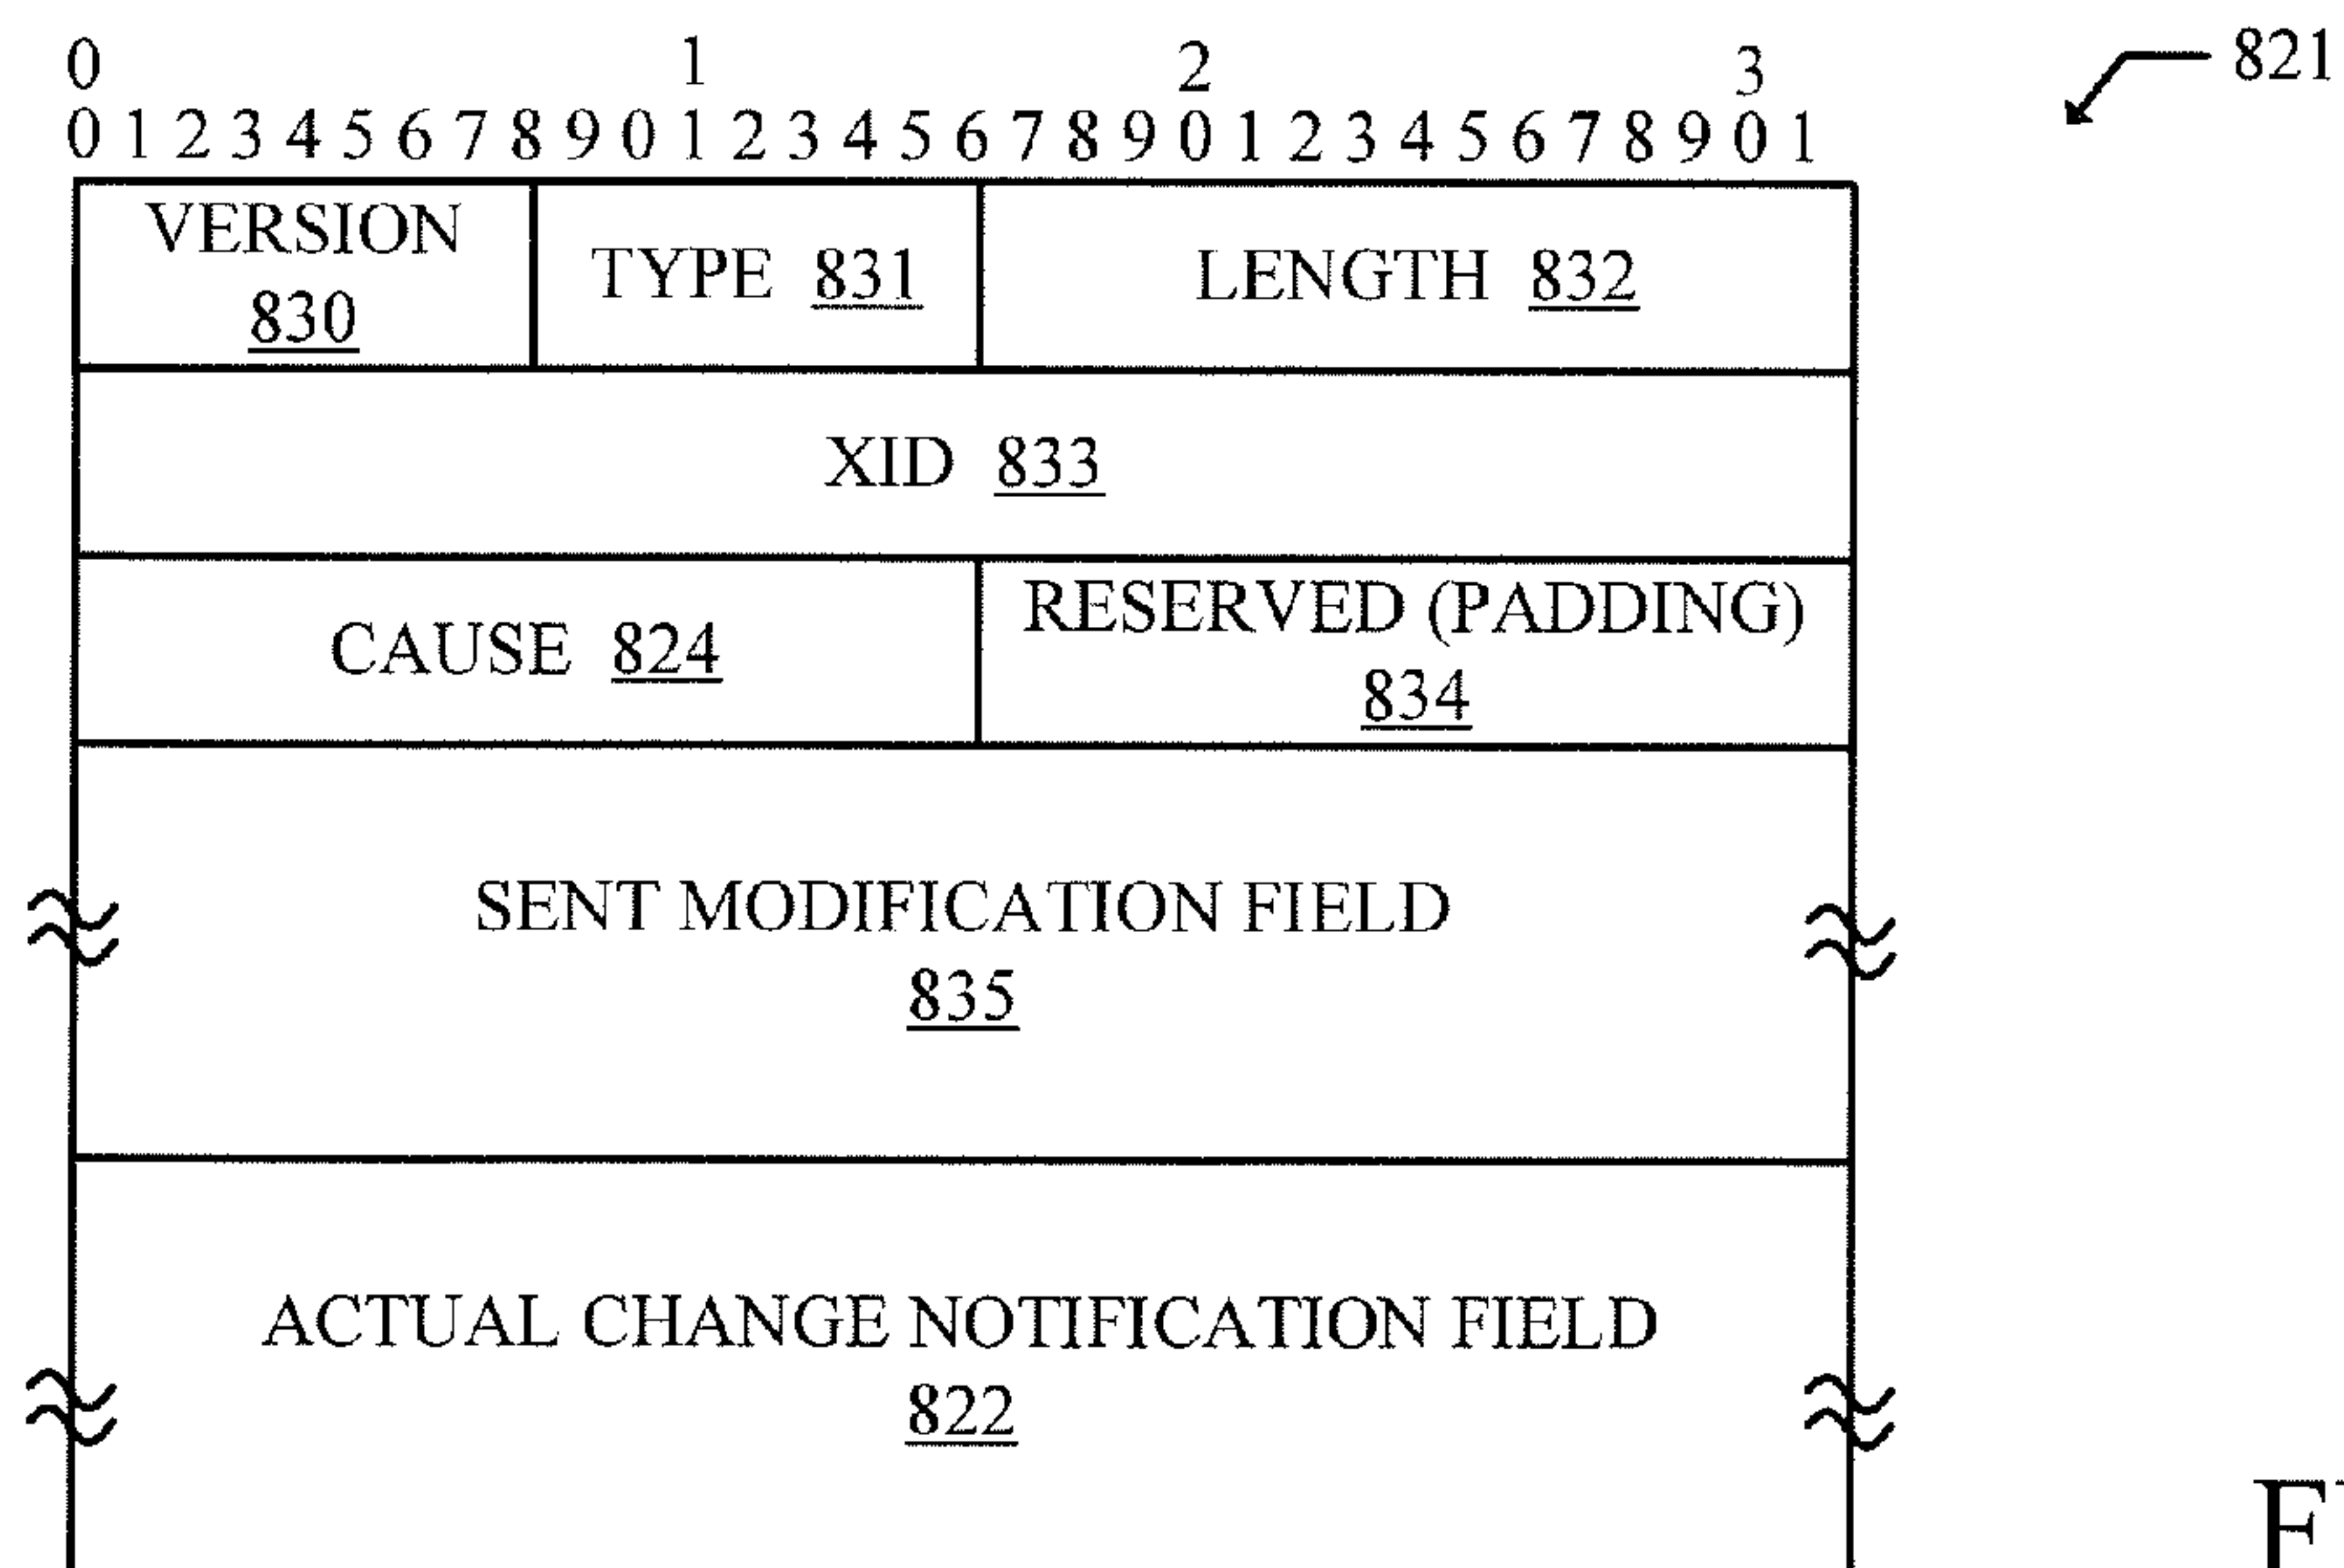 0 1 2 3
821
0 1 2 3 4 5 6 7 8 9 0 1 2 3 4 5 6 7 8 9 0 1 2 3 4 5 6 7 8 9 0 1
VERSION
830
TYPE 831
LENGTH 832
XID 833
CAUSE 824
RESERVED (PADDING)
834
SENT MODIFICATION FIELD
835
ACTUAL CHANGE NOTIFICATION FIELD
822